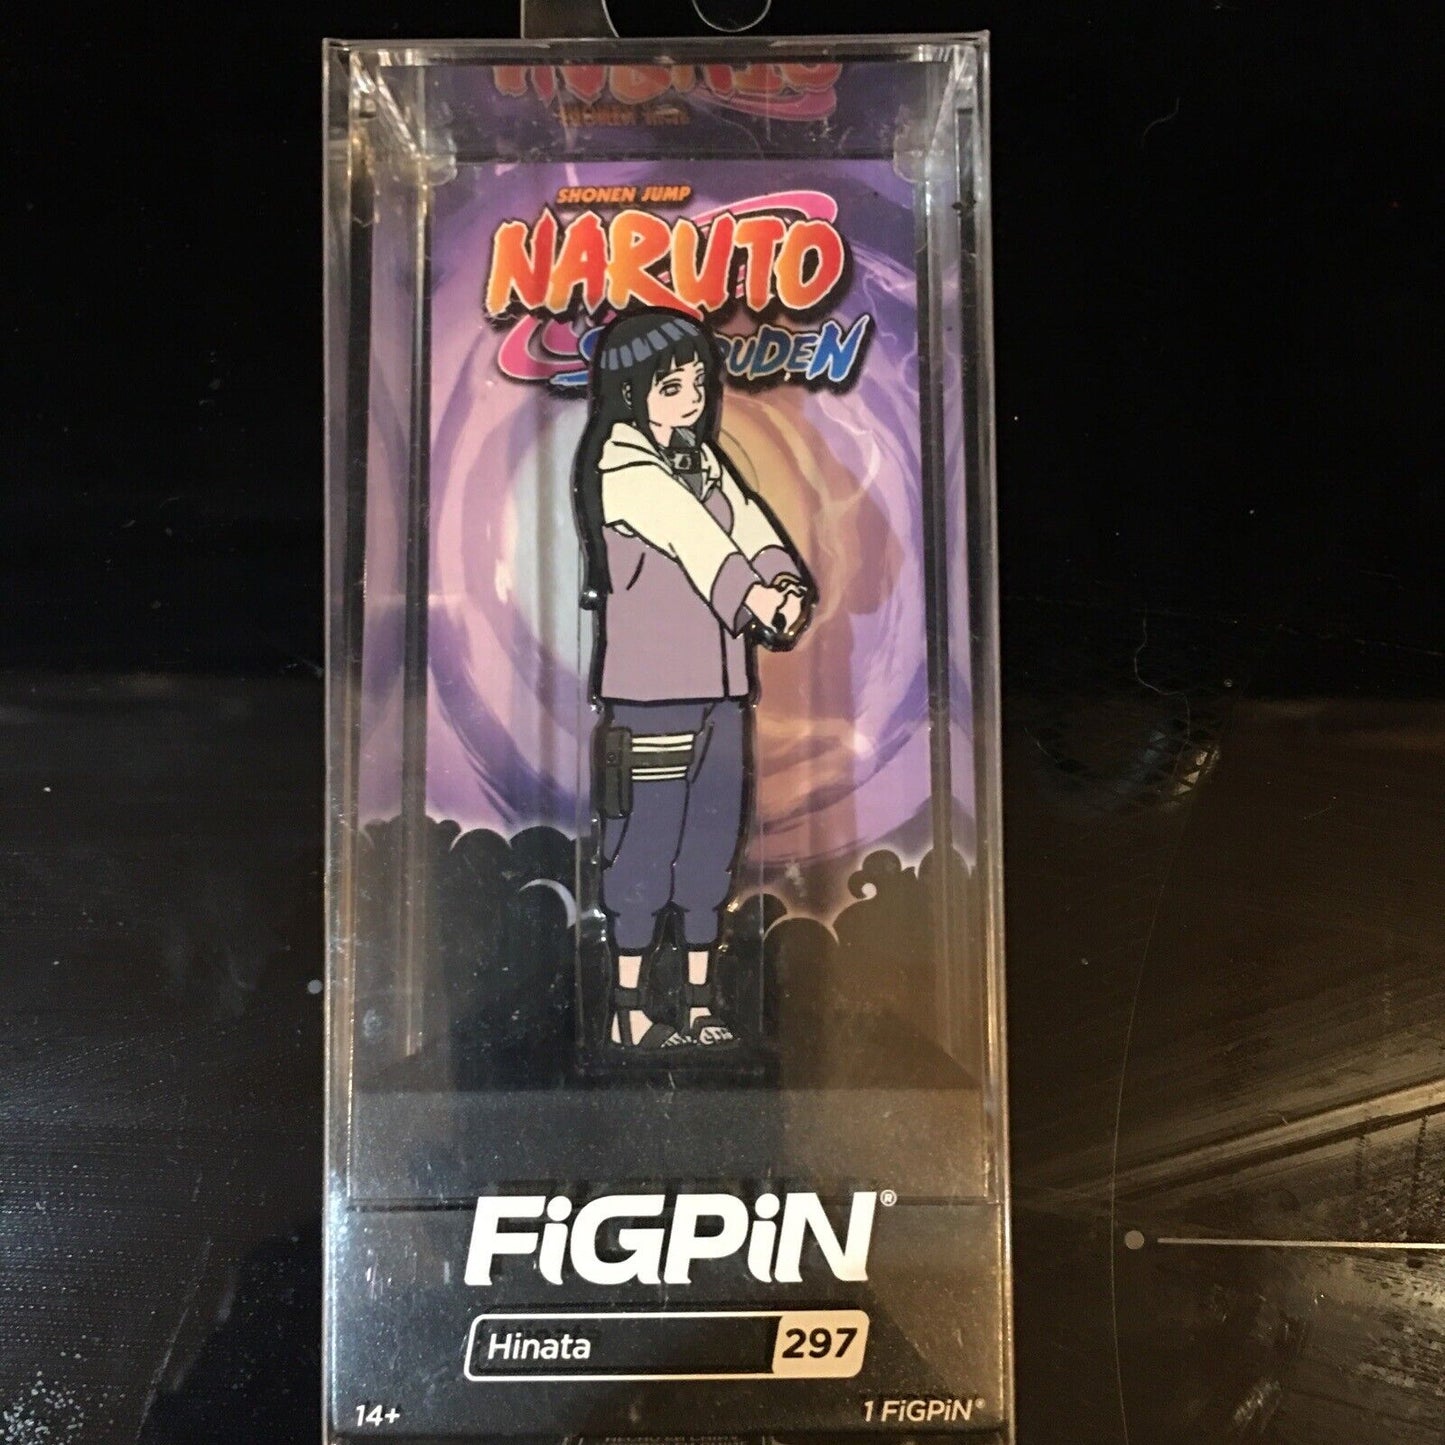 SHONEN JUMP
NARUTO
FiGPiN®
Hinata 297
14+ 1 FiGPiN®